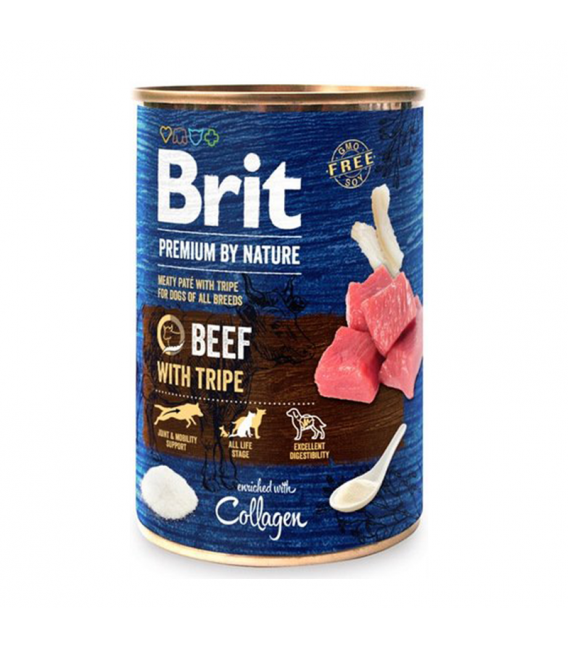 Brit
GMO
FREE
SOY
PREMIUM BY NATURE
MEATY PATÉ WITH TRIPE
FOR DOGS OF ALL BREEDS
BEEF
WITH TRIPE
JOINT & MOBILITY
SUPPORT
ALL LIFE
STAGE
EXCELLENT
DIGESTIBILITY
enriched with
Collagen